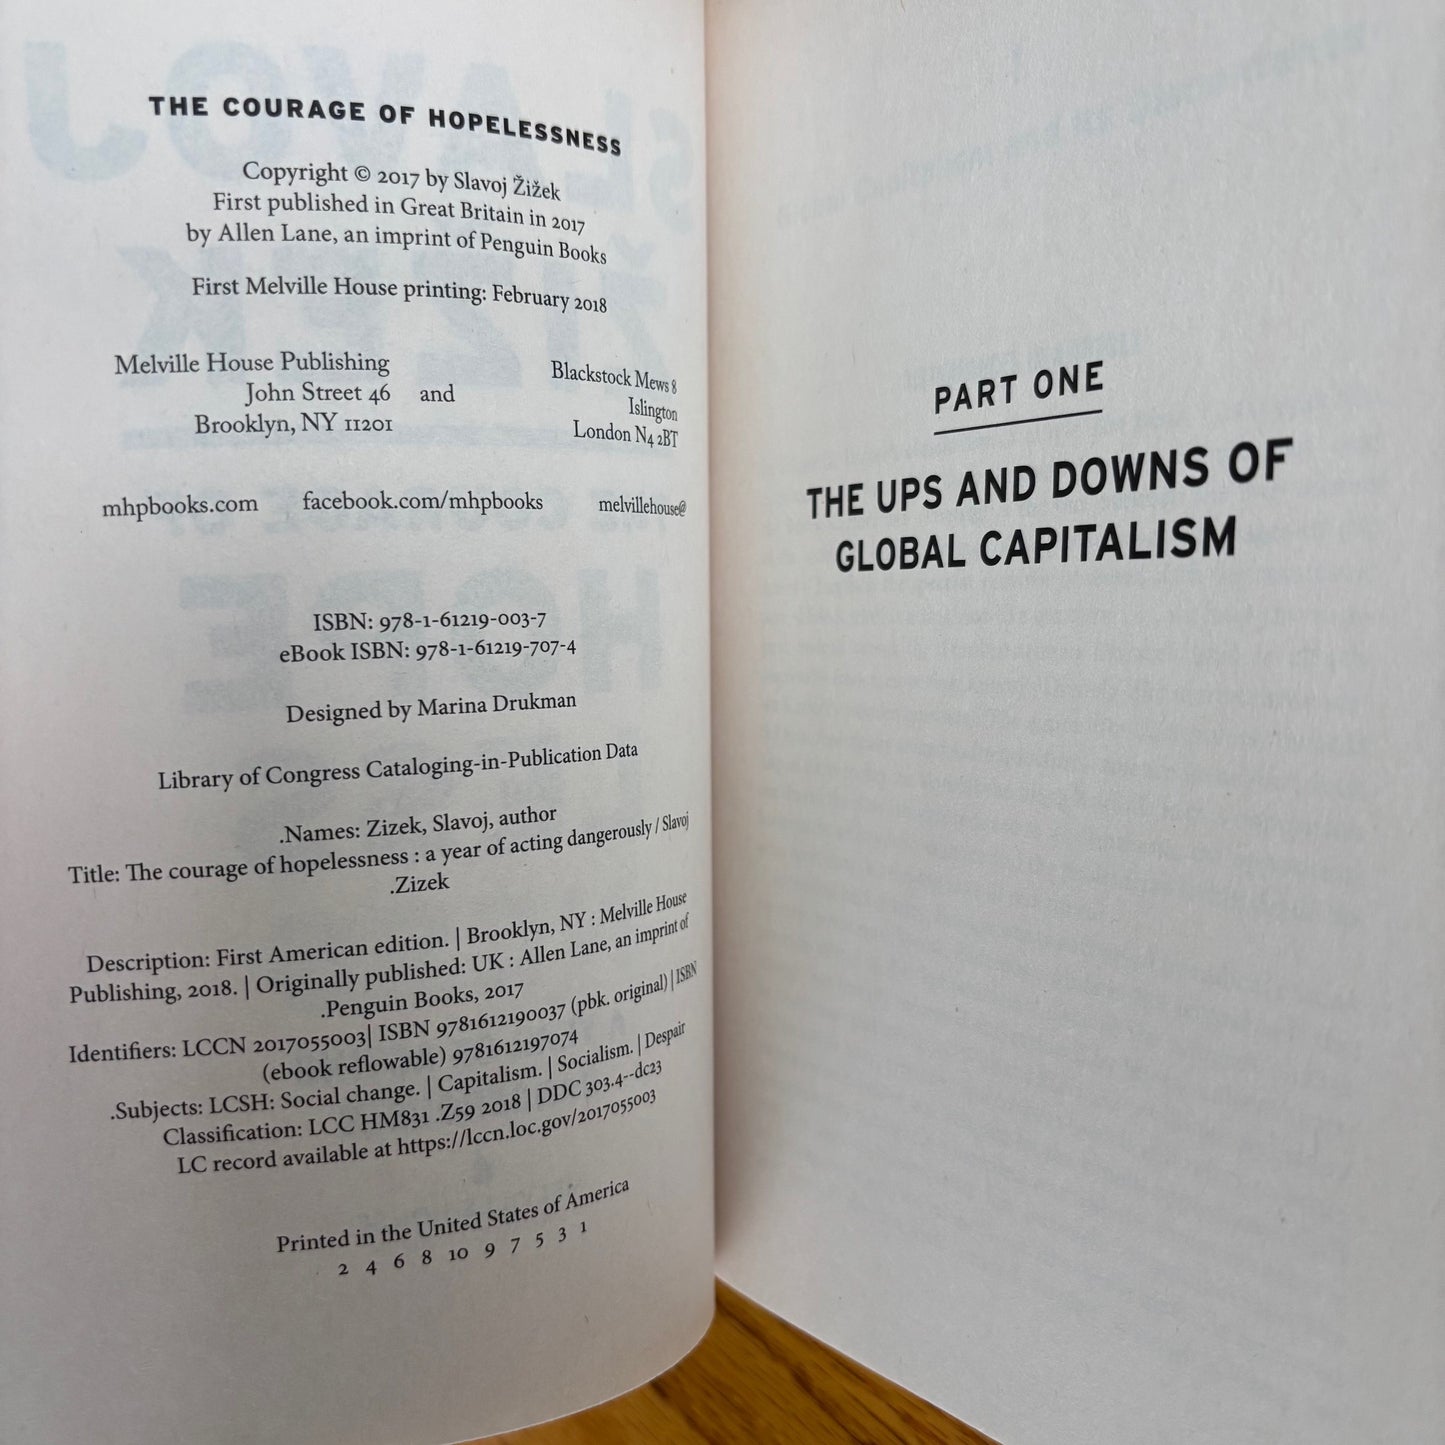 THE COURAGE OF HOPELESSNESS
Copyright © 2017 by Slavoj Žižek
First published in Great Britain in 2017
by Allen Lane, an imprint of Penguin Books
First Melville House printing: February 2018
Melville House Publishing
John Street 46
Brooklyn, NY 11201
and
Blackstock Mews 8
Islington
London N4 2BT
mhpbooks.com facebook.com/mhpbooks melvillehouse@
ISBN: 978-1-61219-003-7
eBook ISBN: 978-1-61219-707-4
Designed by Marina Drukman
Library of Congress Cataloging-in-Publication Data
.Names: Zizek, Slavoj, author
Title: The courage of hopelessness : a year of acting dangerously / Slavoj
.Zizek
Description: First American edition. | Brooklyn, NY : Melville House
Publishing, 2018. | Originally published: UK : Allen Lane, an imprint of
.Penguin Books, 2017
Identifiers: LCCN 2017055003| ISBN 9781612190037 (pbk. original) | ISBN
(ebook reflowable) 9781612197074
.Subjects: LCSH: Social change. | Capitalism. | Socialism. | Despair
Classification: LCC HM831 .Z59 2018 | DDC 303.4--dc23
LC record available at https://lccn.loc.gov/2017055003
Printed in the United States of America
2 4 6 8 10 9 7 5 3 1
PART ONE
THE UPS AND DOWNS OF
GLOBAL CAPITALISM